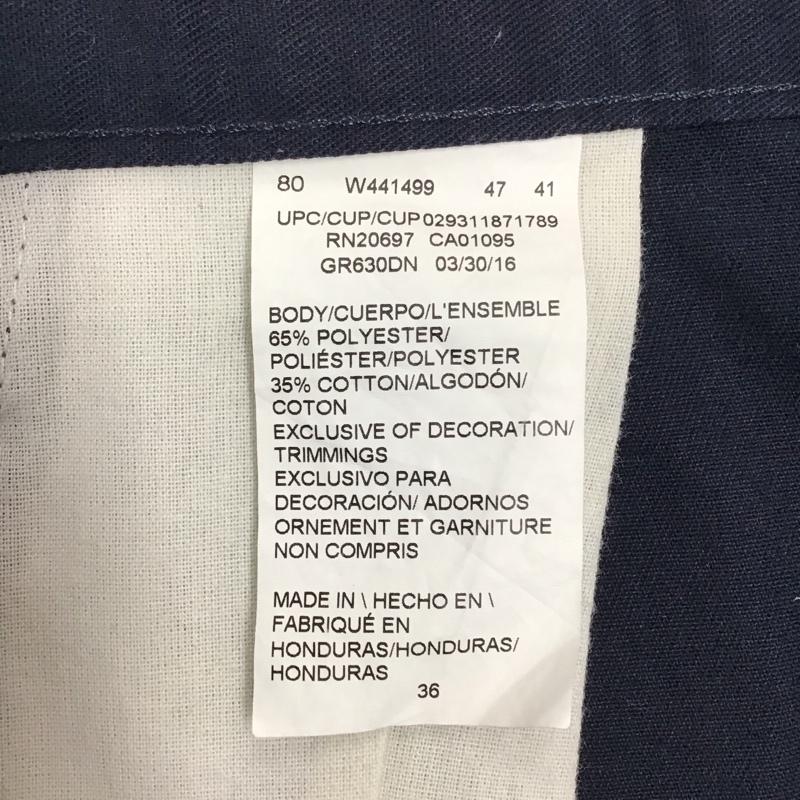 80 W441499 47 41
UPC/CUP/CUP 029311871789
RN20697 CA01095
GR630DN 03/30/16
BODY/CUERPO/L'ENSEMBLE
65% POLYESTER/
POLIÉSTER/POLYESTER
35% COTTON/ALGODÓN/
COTON
EXCLUSIVE OF DECORATION/
TRIMMINGS
EXCLUSIVO PARA
DECORACIÓN/ ADORNOS
ORNEMENT ET GARNITURE
NON COMPRIS
MADE IN \ HECHO EN \
FABRIQUÉ EN
HONDURAS/HONDURAS/
HONDURAS
36